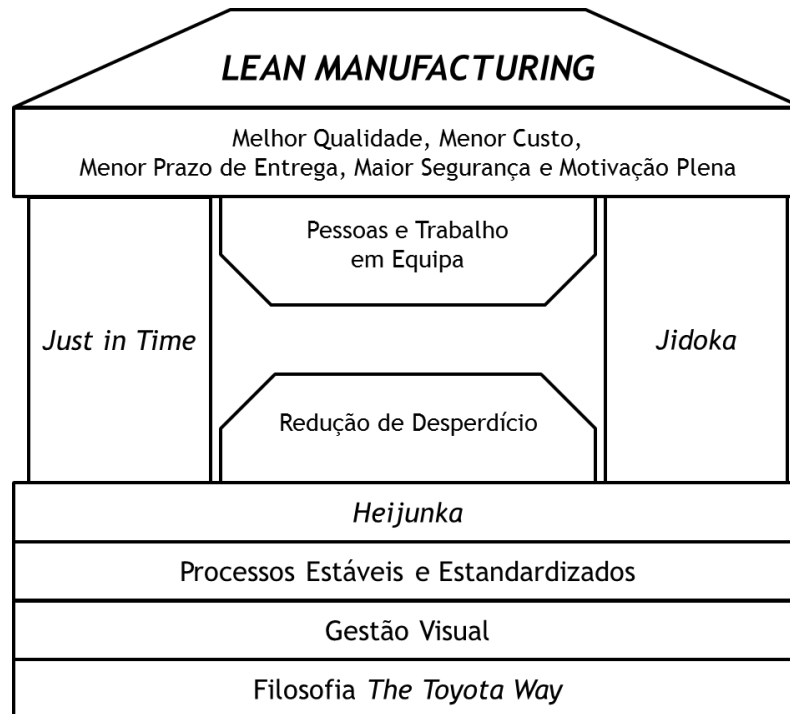 LEAN MANUFACTURING
Melhor Qualidade, Menor Custo,
Menor Prazo de Entrega, Maior Segurança e Motivação Plena
Pessoas e Trabalho
em Equipa
Just in Time
Jidoka
Redução de Desperdício
Heijunka
Processos Estáveis e Estandardizados
Gestão Visual
Filosofia The Toyota Way